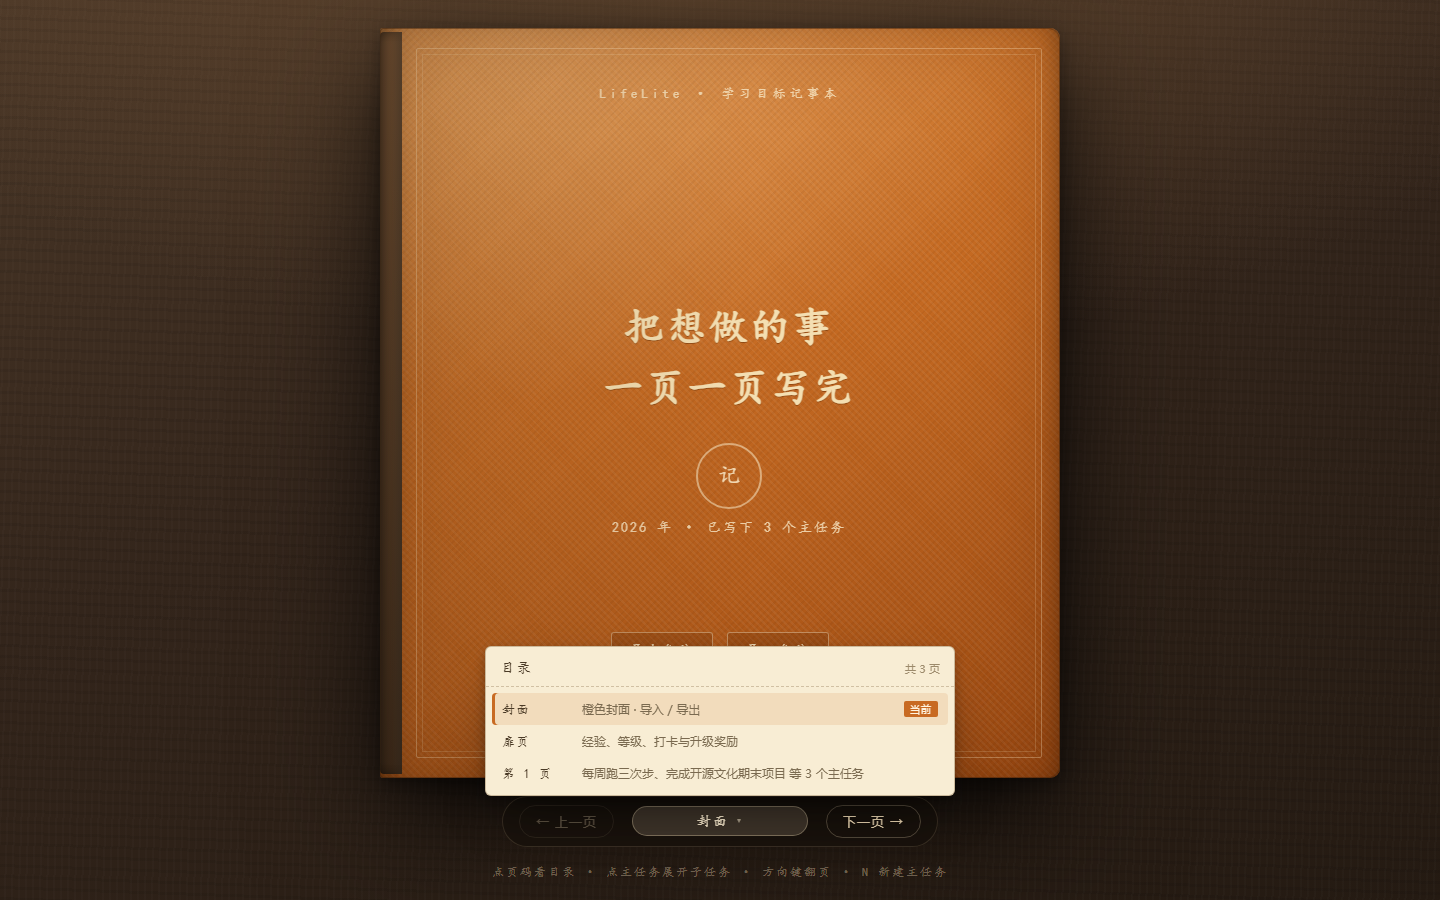 LifeLite • 学习目标记事本
把想做的事
一页一页写完
记
2026 年 • 已写下 3 个主任务
目录
共 3 页
封面 橙色封面 · 导入 / 导出 当前
扉页 经验、等级、打卡与升级奖励
第 1 页 每周跑三次步、完成开源文化期末项目 等 3 个主任务
← 上一页 封面 ▾ 下一页 →
点页码看目录 • 点主任务展开子任务 • 方向键翻页 • N 新建主任务